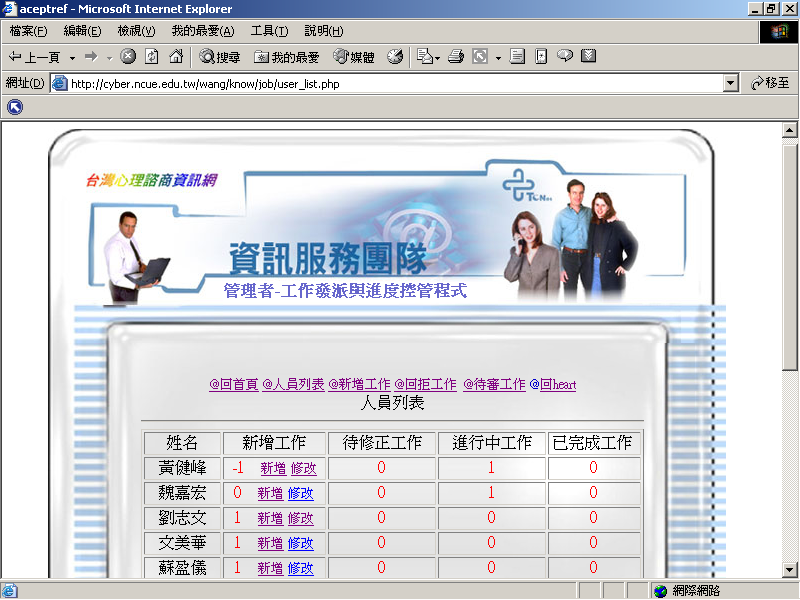 aceptref - Microsoft Internet Explorer
檔案(F) 編輯(E) 檢視(V) 我的最愛(A) 工具(T) 說明(H)
上一頁 搜尋 我的最愛 媒體
網址(D) http://cyber.ncue.edu.tw/wang/know/job/user_list.php 移至
台灣心理諮商資訊網
TCNet
資訊服務團隊
管理者-工作發派與進度控管程式
@回首頁 @人員列表 @新增工作 @回拒工作 @待審工作 @回heart
人員列表
姓名 新增工作 待修正工作 進行中工作 已完成工作
黃健峰 -1 新增 修改 0 1 0
魏嘉宏 0 新增 修改 0 1 0
劉志文 1 新增 修改 0 0 0
文美華 1 新增 修改 0 0 0
蘇盈儀 1 新增 修改 0 0 0
網際網路